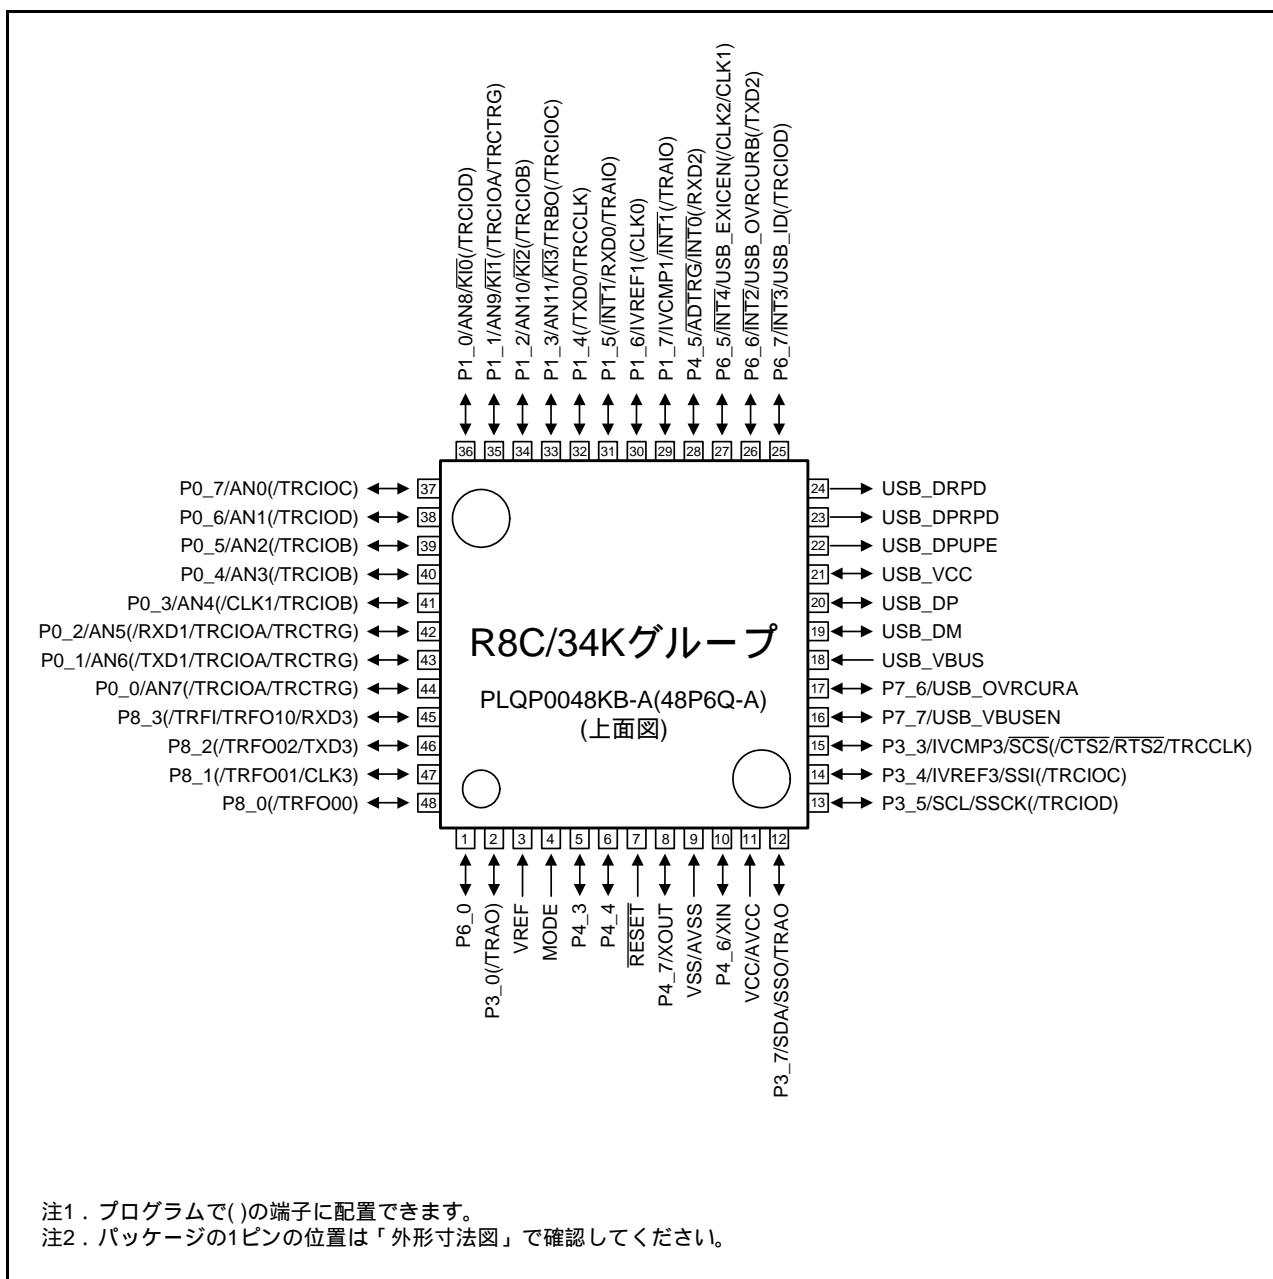 P1_0/AN8/KI0(/TRCIOD)
P1_1/AN9/KI1(/TRCIOA/TRCTRG)
P1_2/AN10/KI2(/TRCIOB)
P1_3/AN11/KI3/TRBO(/TRCIOC)
P1_4(/TXD0/TRCCLK)
P1_5(/INT1/RXD0/TRAIO)
P1_6/IVREF1(/CLK0)
P1_7/IVCMP1/INT1(/TRAIO)
P4_5/ADTRG/INT0(/RXD2)
P6_5/INT4/USB_EXICEN(/CLK2/CLK1)
P6_6/INT2/USB_OVRCURB(/TXD2)
P6_7/INT3/USB_ID(/TRCIOD)
36 35 34 33 32 31 30 29 28 27 26 25
P0_7/AN0(/TRCIOC) 37
P0_6/AN1(/TRCIOD) 38
P0_5/AN2(/TRCIOB) 39
P0_4/AN3(/TRCIOB) 40
P0_3/AN4(/CLK1/TRCIOB) 41
P0_2/AN5(/RXD1/TRCIOA/TRCTRG) 42
P0_1/AN6(/TXD1/TRCIOA/TRCTRG) 43
P0_0/AN7(/TRCIOA/TRCTRG) 44
P8_3(/TRFI/TRFO10/RXD3) 45
P8_2(/TRFO02/TXD3) 46
P8_1(/TRFO01/CLK3) 47
P8_0(/TRFO00) 48
R8C/34Kグループ
PLQP0048KB-A(48P6Q-A)
(上面図)
24 USB_DRPD
23 USB_DPRPD
22 USB_DPUPE
21 USB_VCC
20 USB_DP
19 USB_DM
18 USB_VBUS
17 P7_6/USB_OVRCURA
16 P7_7/USB_VBUSEN
15 P3_3/IVCMP3/SCS(/CTS2/RTS2/TRCCLK)
14 P3_4/IVREF3/SSI(/TRCIOC)
13 P3_5/SCL/SSCK(/TRCIOD)
1 2 3 4 5 6 7 8 9 10 11 12
P6_0
P3_0(/TRAO)
VREF
MODE
P4_3
P4_4
RESET
P4_7/XOUT
VSS/AVSS
P4_6/XIN
VCC/AVCC
P3_7/SDA/SSO/TRAO
注1．プログラムで( )の端子に配置できます。
注2．パッケージの1ピンの位置は「外形寸法図」で確認してください。